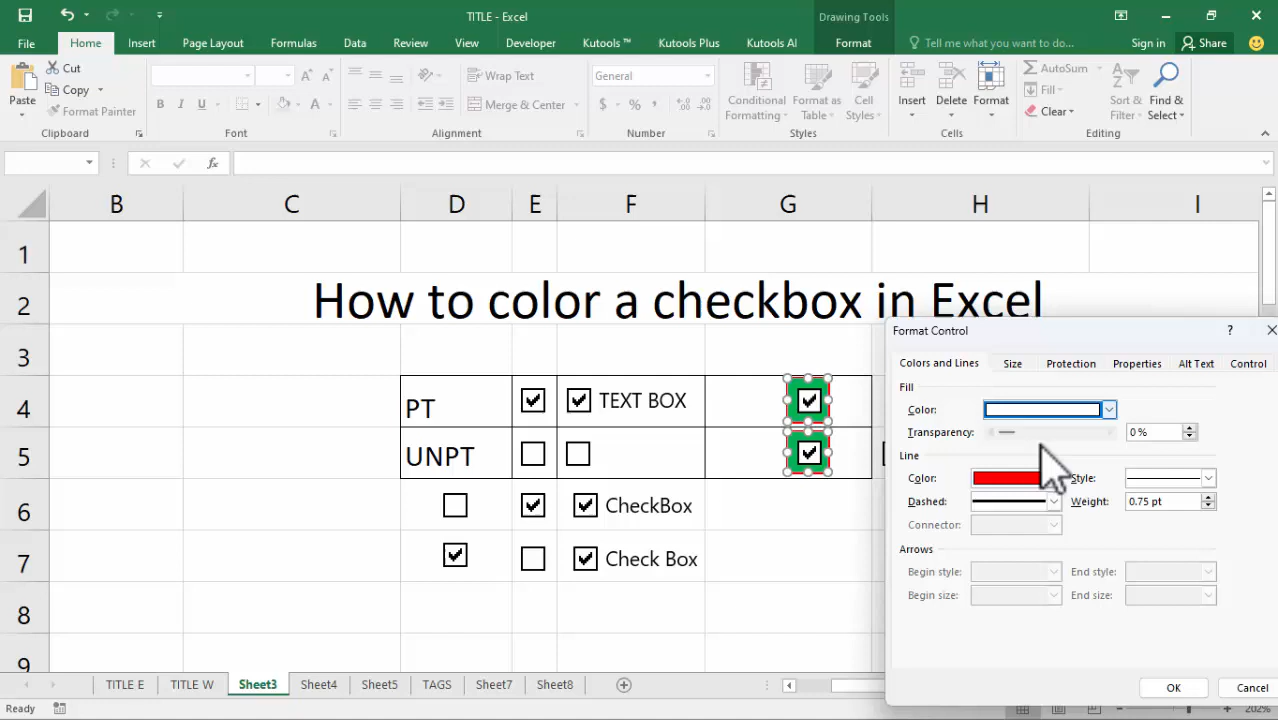 TITLE - Excel
Drawing Tools
File Home Insert Page Layout Formulas Data Review View Developer Kutools ™ Kutools Plus Kutools AI Format Tell me what you want to do... Sign in Share
Paste
Cut
Copy
Format Painter
Clipboard
B I U
A A
A
Font
Wrap Text
Merge & Center
Alignment
General
$ % ,
Number
Conditional Formatting
Format as Table
Cell Styles
Styles
Insert
Delete
Format
Cells
AutoSum
Fill
Clear
Sort & Filter
Find & Select
Editing
fx
B C D E F G H I
1
2 How to color a checkbox in Excel
3
4 PT TEXT BOX
5 UNPT
6 CheckBox
7 Check Box
8
9
Format Control ?
Colors and Lines Size Protection Properties Alt Text Control
Fill
Color:
Transparency: 0 %
Line
Color: Style:
Dashed: Weight: 0.75 pt
Connector:
Arrows
Begin style: End style:
Begin size: End size:
OK Cancel
TITLE E TITLE W Sheet3 Sheet4 Sheet5 TAGS Sheet7 Sheet8
Ready 202%